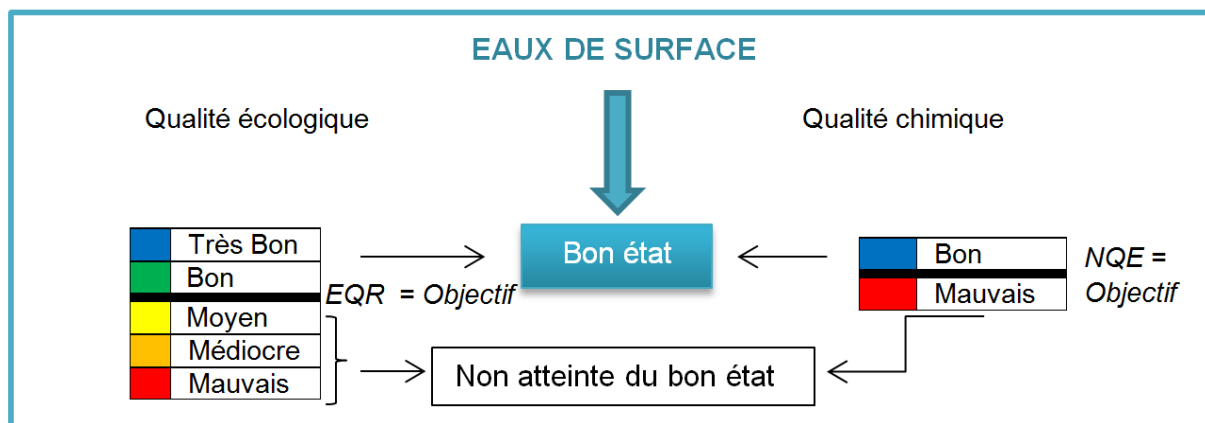 EAUX DE SURFACE
Qualité écologique
Qualité chimique
Très Bon
Bon
EQR = Objectif
Moyen
Médiocre
Mauvais
Bon état
Non atteinte du bon état
Bon
Mauvais
NQE =
Objectif